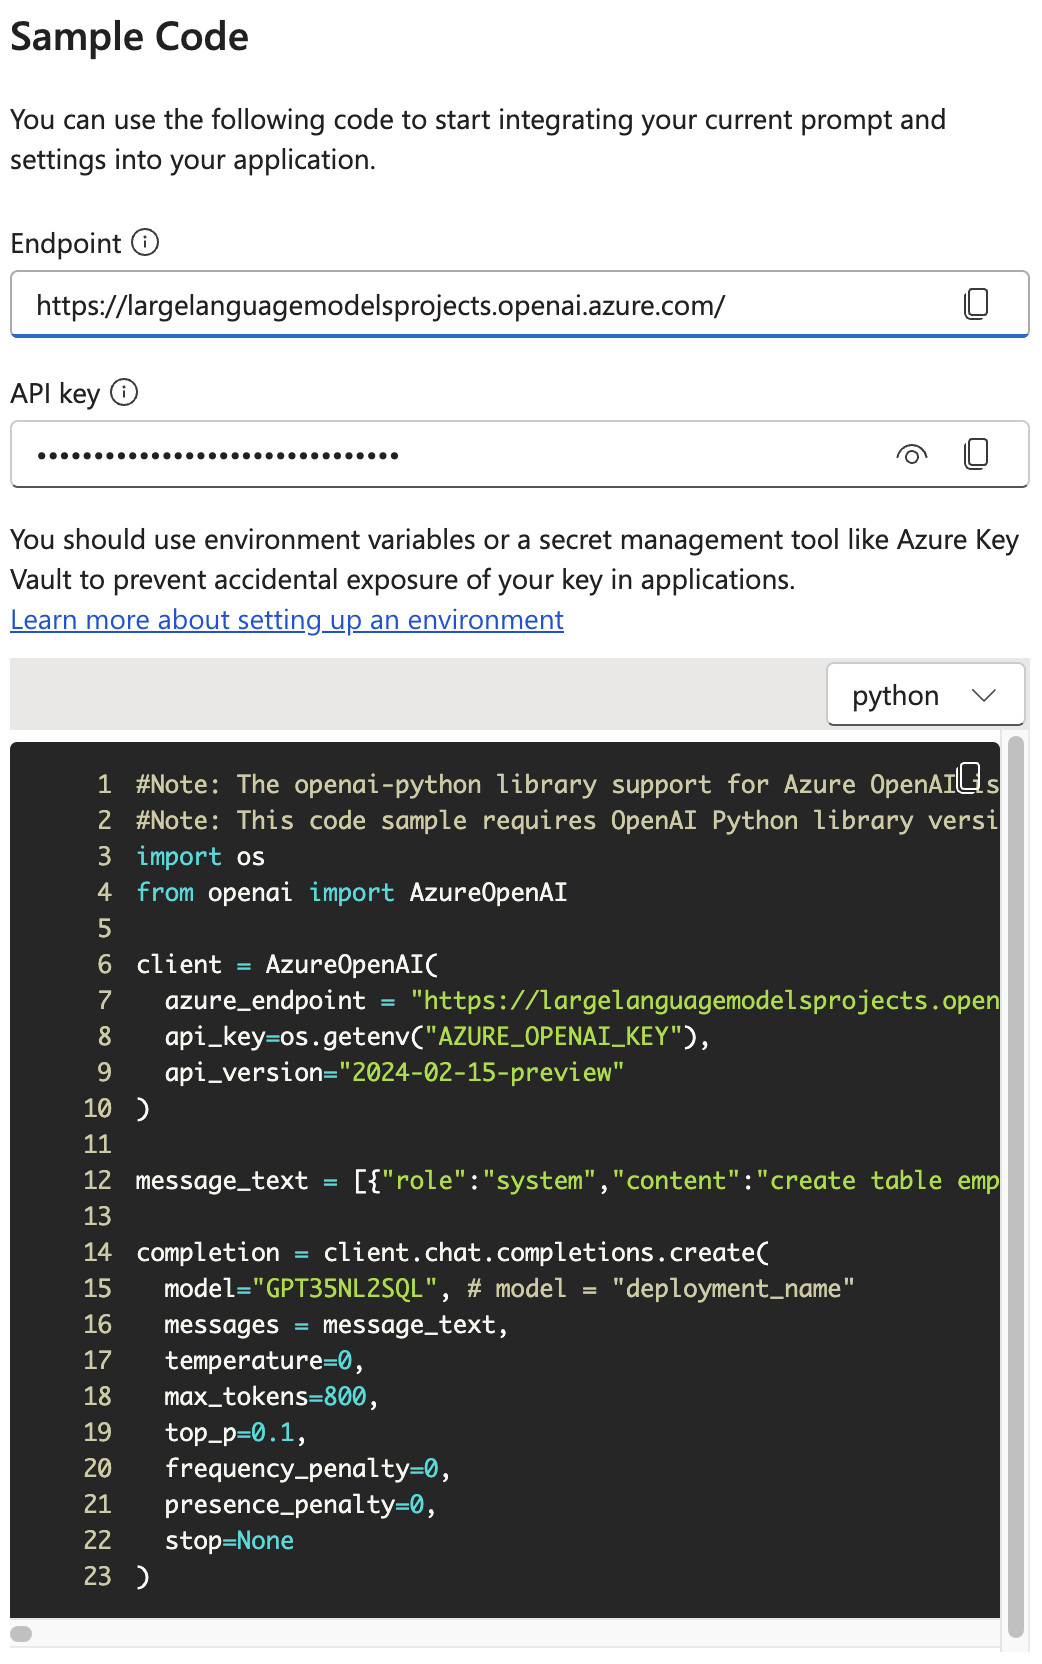 Sample Code
You can use the following code to start integrating your current prompt and
settings into your application.
Endpoint
https://largelanguagemodelsprojects.openai.azure.com/
API key
••••••••••••••••••••••••••••••••
You should use environment variables or a secret management tool like Azure Key
Vault to prevent accidental exposure of your key in applications.
Learn more about setting up an environment
python
1 #Note: The openai-python library support for Azure OpenAI is
2 #Note: This code sample requires OpenAI Python library versi
3 import os
4 from openai import AzureOpenAI
5
6 client = AzureOpenAI(
7   azure_endpoint = "https://largelanguagemodelsprojects.open
8   api_key=os.getenv("AZURE_OPENAI_KEY"),
9   api_version="2024-02-15-preview"
10 )
11
12 message_text = [{"role":"system","content":"create table emp
13
14 completion = client.chat.completions.create(
15   model="GPT35NL2SQL", # model = "deployment_name"
16   messages = message_text,
17   temperature=0,
18   max_tokens=800,
19   top_p=0.1,
20   frequency_penalty=0,
21   presence_penalty=0,
22   stop=None
23 )